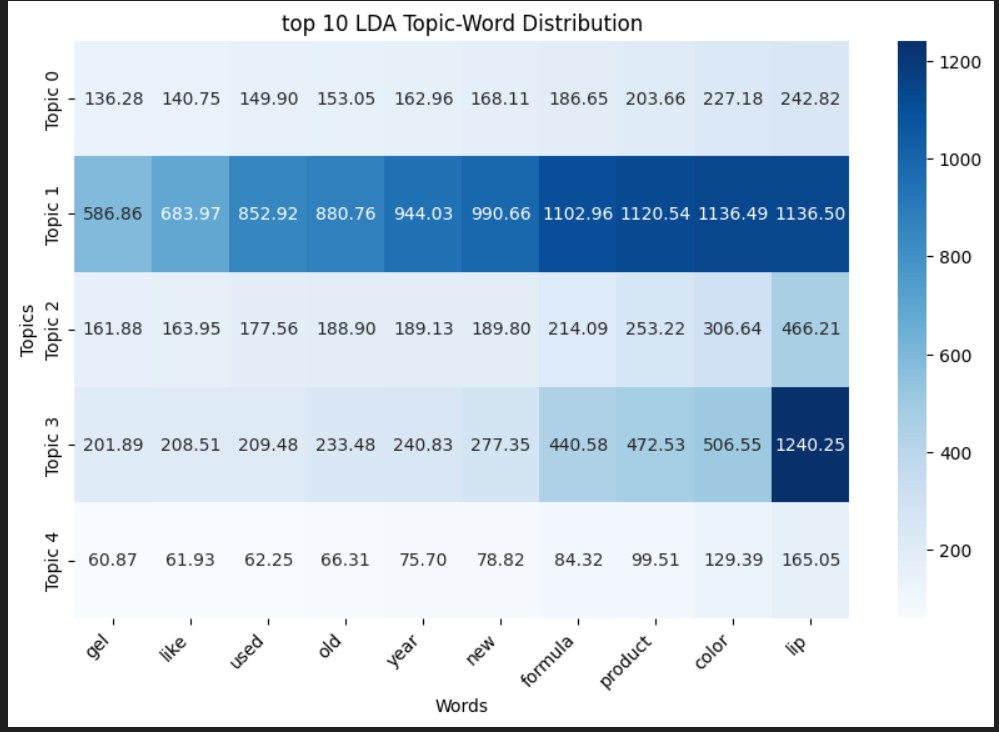 top 10 LDA Topic-Word Distribution
Topics
Topic 0 136.28 140.75 149.90 153.05 162.96 168.11 186.65 203.66 227.18 242.82
Topic 1 586.86 683.97 852.92 880.76 944.03 990.66 1102.96 1120.54 1136.49 1136.50
Topic 2 161.88 163.95 177.56 188.90 189.13 189.80 214.09 253.22 306.64 466.21
Topic 3 201.89 208.51 209.48 233.48 240.83 277.35 440.58 472.53 506.55 1240.25
Topic 4 60.87 61.93 62.25 66.31 75.70 78.82 84.32 99.51 129.39 165.05
gel like used old year new formula product color lip
Words
1200
1000
800
600
400
200